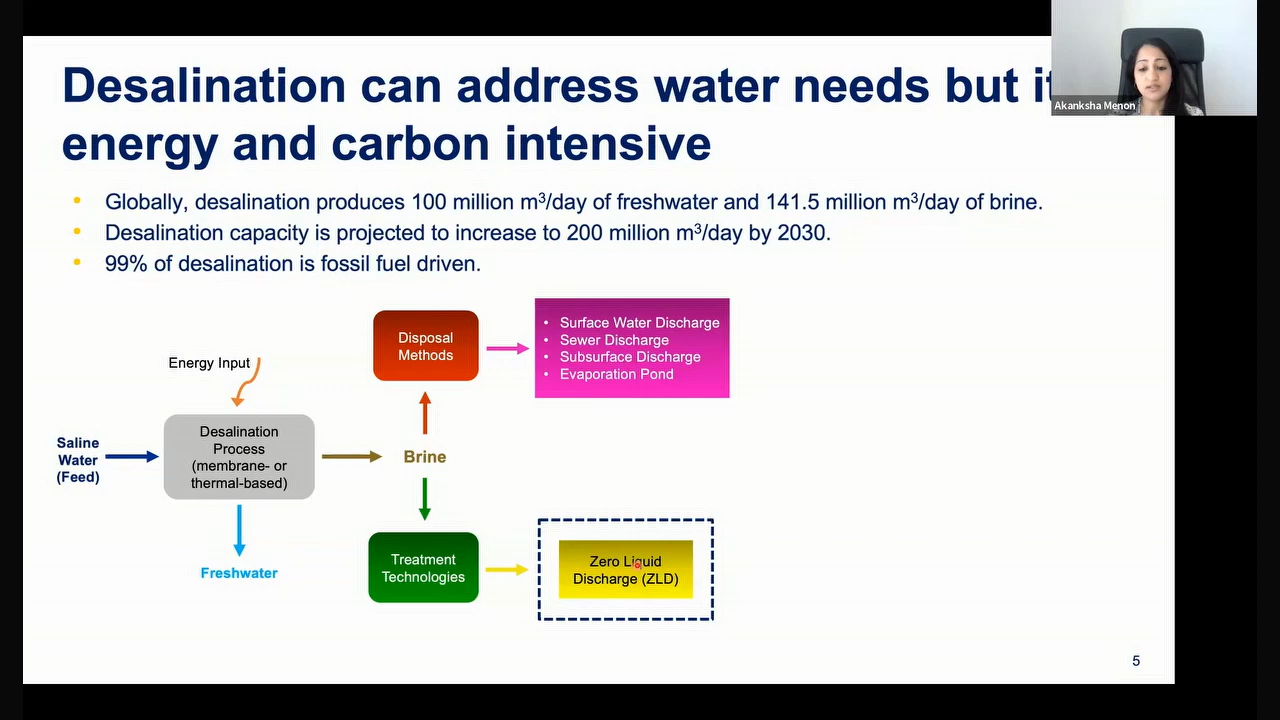 Desalination can address water needs but it
energy and carbon intensive
Akanksha Menon
• Globally, desalination produces 100 million m³/day of freshwater and 141.5 million m³/day of brine.
• Desalination capacity is projected to increase to 200 million m³/day by 2030.
• 99% of desalination is fossil fuel driven.
Energy Input
Saline
Water
(Feed)
Desalination
Process
(membrane- or
thermal-based)
Freshwater
Brine
Disposal
Methods
• Surface Water Discharge
• Sewer Discharge
• Subsurface Discharge
• Evaporation Pond
Treatment
Technologies
Zero Liquid
Discharge (ZLD)
5